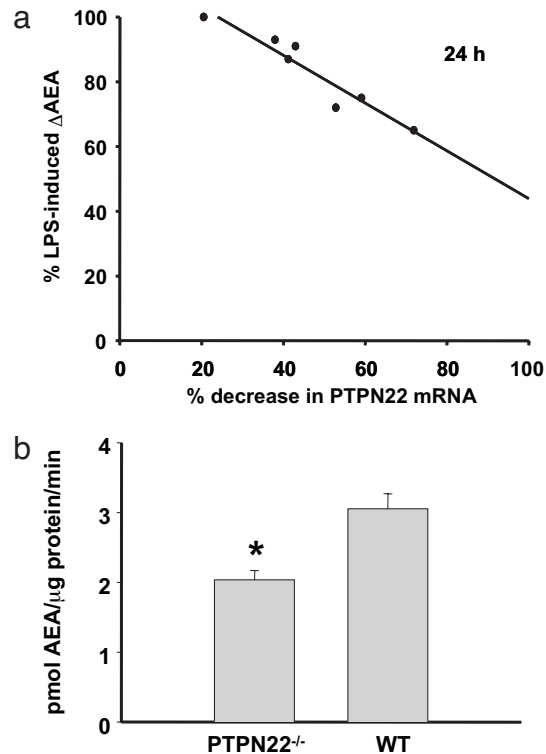 a
% LPS-induced ΔAEA
100
80
60
40
20
0
24 h
0 20 40 60 80 100
% decrease in PTPN22 mRNA
b
pmol AEA/μg protein/min
4
3
2
1
0
*
PTPN22-/- WT